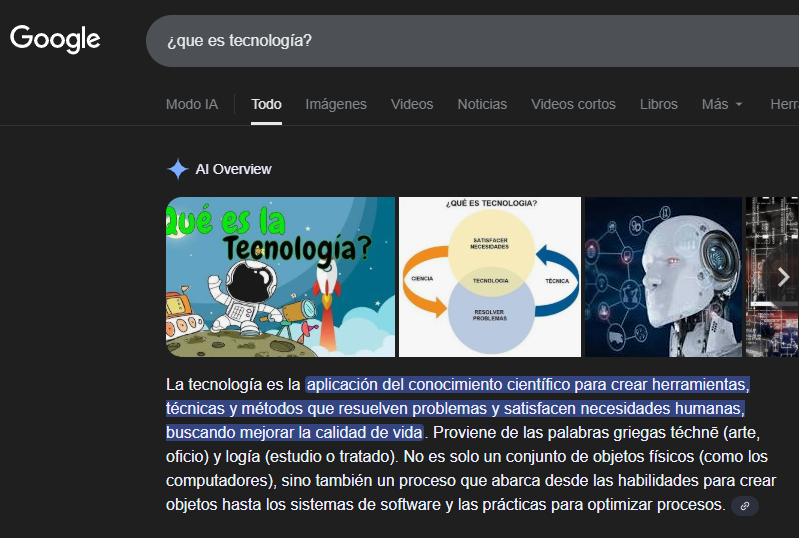 Google
¿que es tecnología?
Modo IA
Todo
Imágenes
Videos
Noticias
Videos cortos
Libros
Más
Herra
AI Overview
Qué es la
Tecnología?
¿QUÉ ES TECNOLOGIA?
SATISFACER
NECESIDADES
CIENCIA
TECNOLOGIA
TÉCNICA
RESOLVER
PROBLEMAS
La tecnología es la aplicación del conocimiento científico para crear herramientas,
técnicas y métodos que resuelven problemas y satisfacen necesidades humanas,
buscando mejorar la calidad de vida. Proviene de las palabras griegas téchnē (arte,
oficio) y logía (estudio o tratado). No es solo un conjunto de objetos físicos (como los
computadores), sino también un proceso que abarca desde las habilidades para crear
objetos hasta los sistemas de software y las prácticas para optimizar procesos.